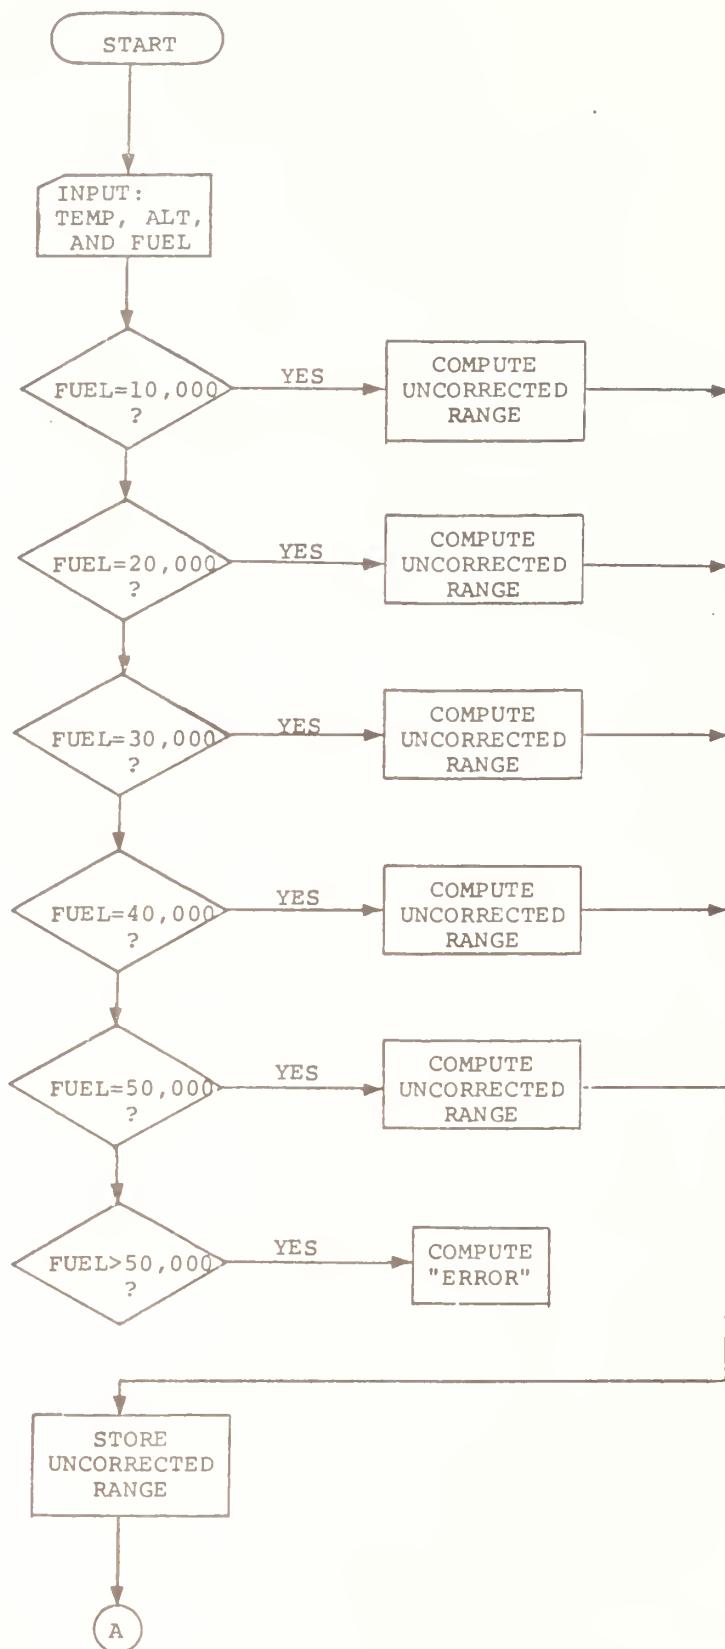 START
INPUT:
TEMP, ALT,
AND FUEL
FUEL=10,000
?
YES
COMPUTE
UNCORRECTED
RANGE
FUEL=20,000
?
YES
COMPUTE
UNCORRECTED
RANGE
FUEL=30,000
?
YES
COMPUTE
UNCORRECTED
RANGE
FUEL=40,000
?
YES
COMPUTE
UNCORRECTED
RANGE
FUEL=50,000
?
YES
COMPUTE
UNCORRECTED
RANGE
FUEL>50,000
?
YES
COMPUTE
"ERROR"
STORE
UNCORRECTED
RANGE
A